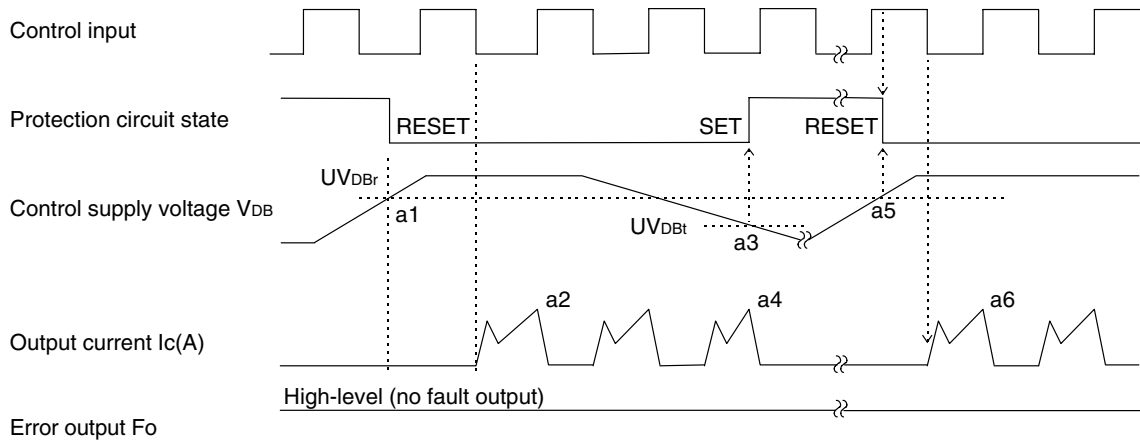 Control input
Protection circuit state
RESET
SET
RESET
UVDBr
Control supply voltage VDB
a1
UVDBt
a3
a5
a2
a4
a6
Output current Ic(A)
High-level (no fault output)
Error output Fo